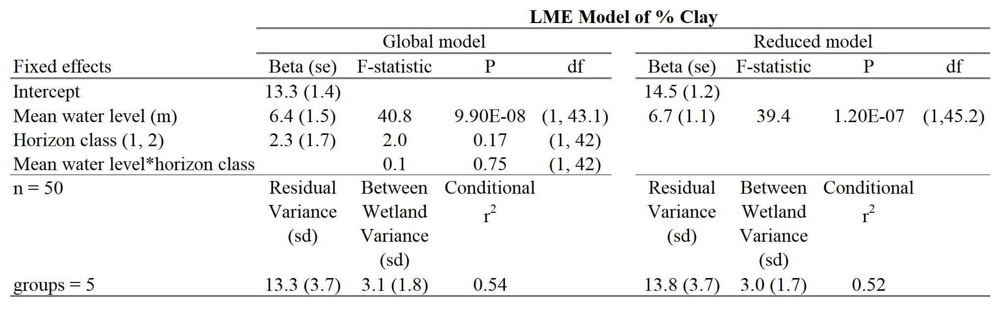 LME Model of % Clay
Global model Reduced model
Fixed effects Beta (se) F-statistic P df Beta (se) F-statistic P df
Intercept 13.3 (1.4) 14.5 (1.2)
Mean water level (m) 6.4 (1.5) 40.8 9.90E-08 (1, 43.1) 6.7 (1.1) 39.4 1.20E-07 (1,45.2)
Horizon class (1, 2) 2.3 (1.7) 2.0 0.17 (1, 42)
Mean water level*horizon class 0.1 0.75 (1, 42)
n = 50 Residual Between Conditional Residual Between Conditional
Variance Wetland r² Variance Wetland r²
(sd) Variance (sd) Variance
(sd) (sd)
groups = 5 13.3 (3.7) 3.1 (1.8) 0.54 13.8 (3.7) 3.0 (1.7) 0.52